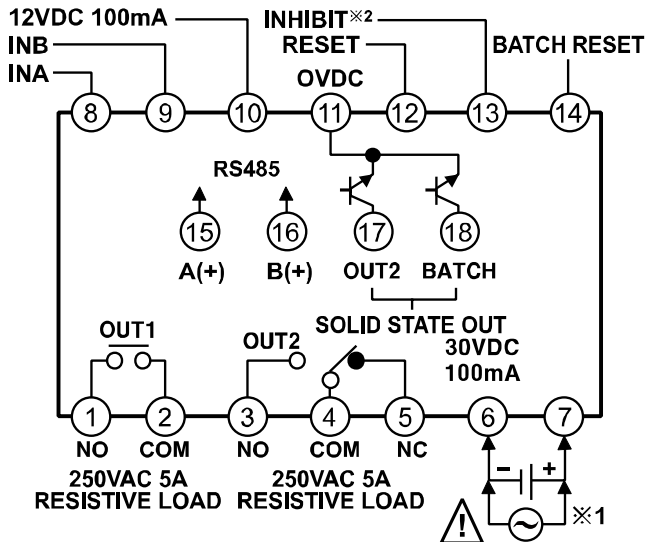 12VDC 100mA
INB
INA
INHIBIT※2
RESET
0VDC
BATCH RESET
8 9 10 11 12 13 14
RS485
15 16 17 18
A(+) B(+) OUT2 BATCH
SOLID STATE OUT
30VDC
100mA
OUT1
OUT2
1 2 3 4 5 6 7
NO COM NO COM NC
250VAC 5A
RESISTIVE LOAD
250VAC 5A
RESISTIVE LOAD
- +
! ~ ※1